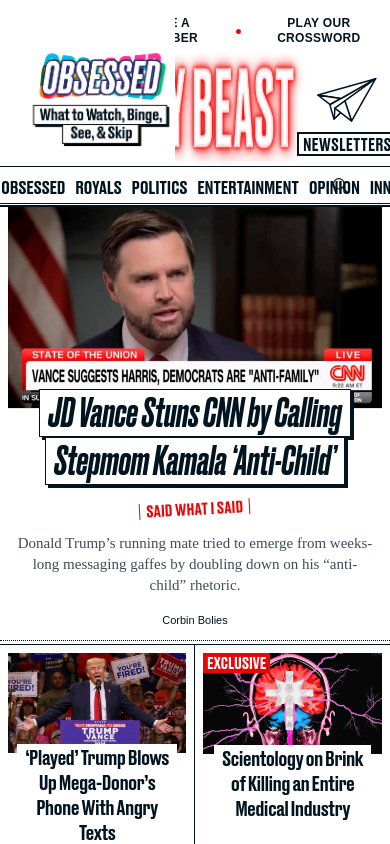 E A
BER
PLAY OUR
CROSSWORD
OBSESSED
What to Watch, Binge,
See, & Skip
Y BEAST
NEWSLETTERS
OBSESSED ROYALS POLITICS ENTERTAINMENT OPINION INN
STATE OF THE UNION
LIVE
VANCE SUGGESTS HARRIS, DEMOCRATS ARE "ANTI-FAMILY"
CNN
9:22 AM ET
JD Vance Stuns CNN by Calling
Stepmom Kamala ‘Anti-Child’
SAID WHAT I SAID
Donald Trump’s running mate tried to emerge from weeks-
long messaging gaffes by doubling down on his “anti-
child” rhetoric.
Corbin Bolies
YOU'RE
FIRED!
TRUMP
VANCE
‘Played’ Trump Blows
Up Mega-Donor’s
Phone With Angry
Texts
EXCLUSIVE
Scientology on Brink
of Killing an Entire
Medical Industry